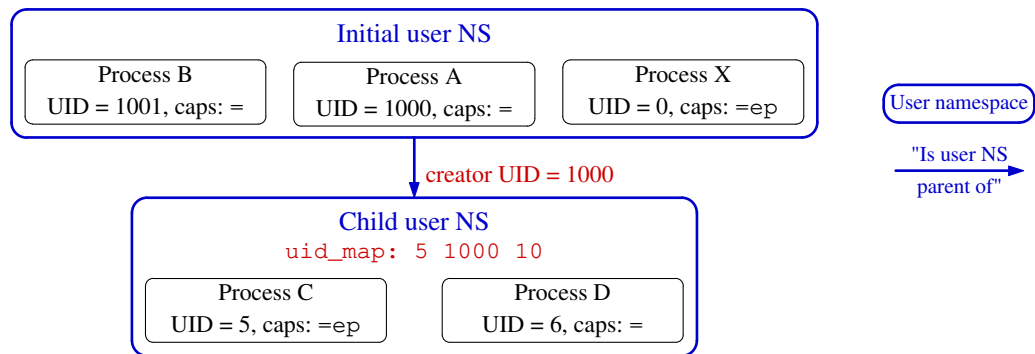 Initial user NS
Process B
UID = 1001, caps: =
Process A
UID = 1000, caps: =
Process X
UID = 0, caps: =ep
creator UID = 1000
Child user NS
uid_map: 5 1000 10
Process C
UID = 5, caps: =ep
Process D
UID = 6, caps: =
User namespace
"Is user NS
parent of"